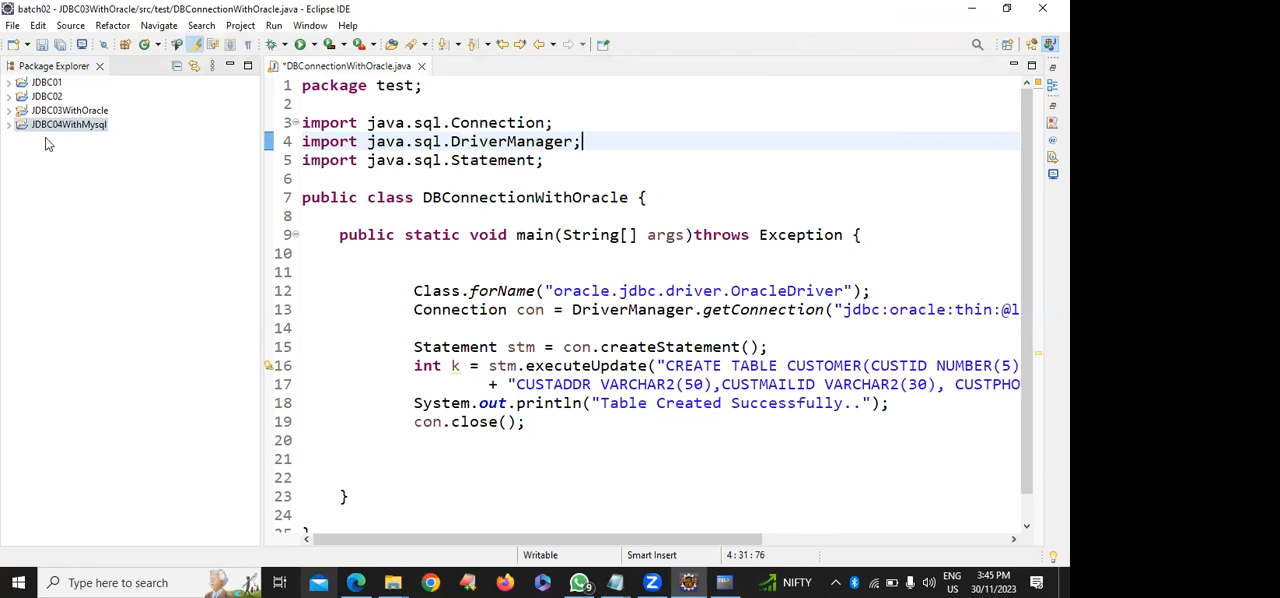 batch02 - JDBC03WithOracle/src/test/DBConnectionWithOracle.java - Eclipse IDE
File Edit Source Refactor Navigate Search Project Run Window Help
Package Explorer
*DBConnectionWithOracle.java
JDBC01
JDBC02
JDBC03WithOracle
JDBC04WithMysql
1 package test;
2
3 import java.sql.Connection;
4 import java.sql.DriverManager;
5 import java.sql.Statement;
6
7 public class DBConnectionWithOracle {
8
9 public static void main(String[] args)throws Exception {
10
11
12 Class.forName("oracle.jdbc.driver.OracleDriver");
13 Connection con = DriverManager.getConnection("jdbc:oracle:thin:@l
14
15 Statement stm = con.createStatement();
16 int k = stm.executeUpdate("CREATE TABLE CUSTOMER(CUSTID NUMBER(5)
17 + "CUSTADDR VARCHAR2(50),CUSTMAILID VARCHAR2(30), CUSTPHO
18 System.out.println("Table Created Successfully..");
19 con.close();
20
21
22
23 }
24
25 }
Writable Smart Insert 4 : 31 : 76
Type here to search
9
NIFTY
ENG
US
3:45 PM
30/11/2023